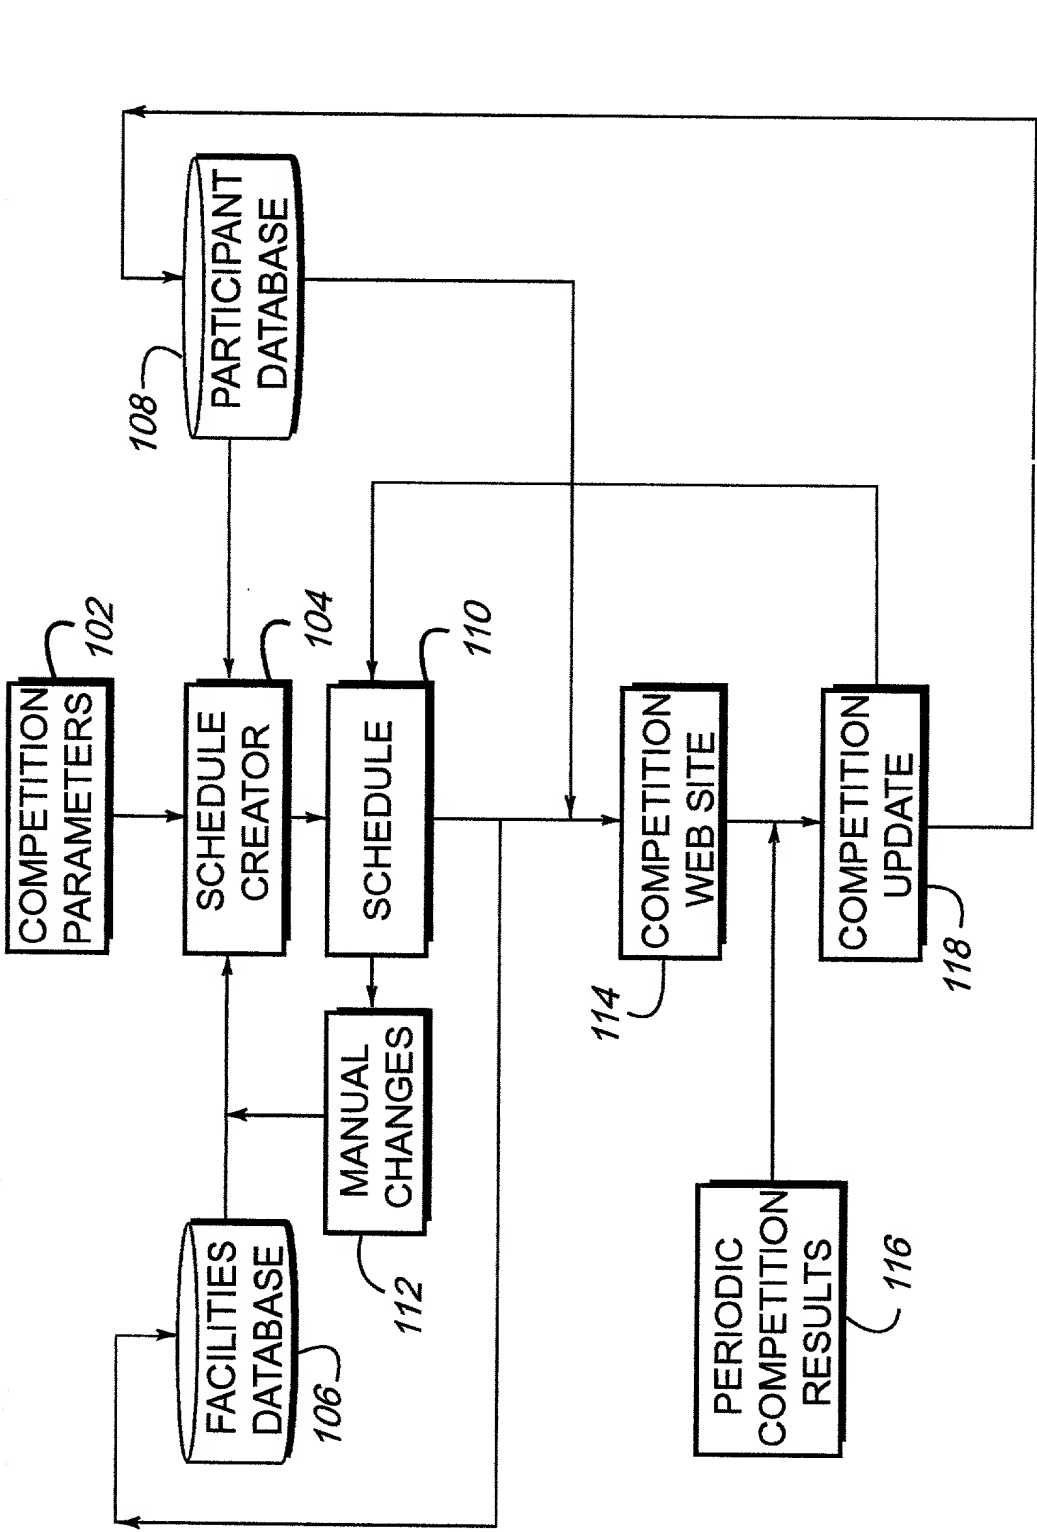 COMPETITION
PARAMETERS
102
SCHEDULE
CREATOR
104
FACILITIES
DATABASE
106
PARTICIPANT
DATABASE
108
SCHEDULE
110
MANUAL
CHANGES
112
COMPETITION
WEB SITE
114
PERIODIC
COMPETITION
RESULTS
116
COMPETITION
UPDATE
118